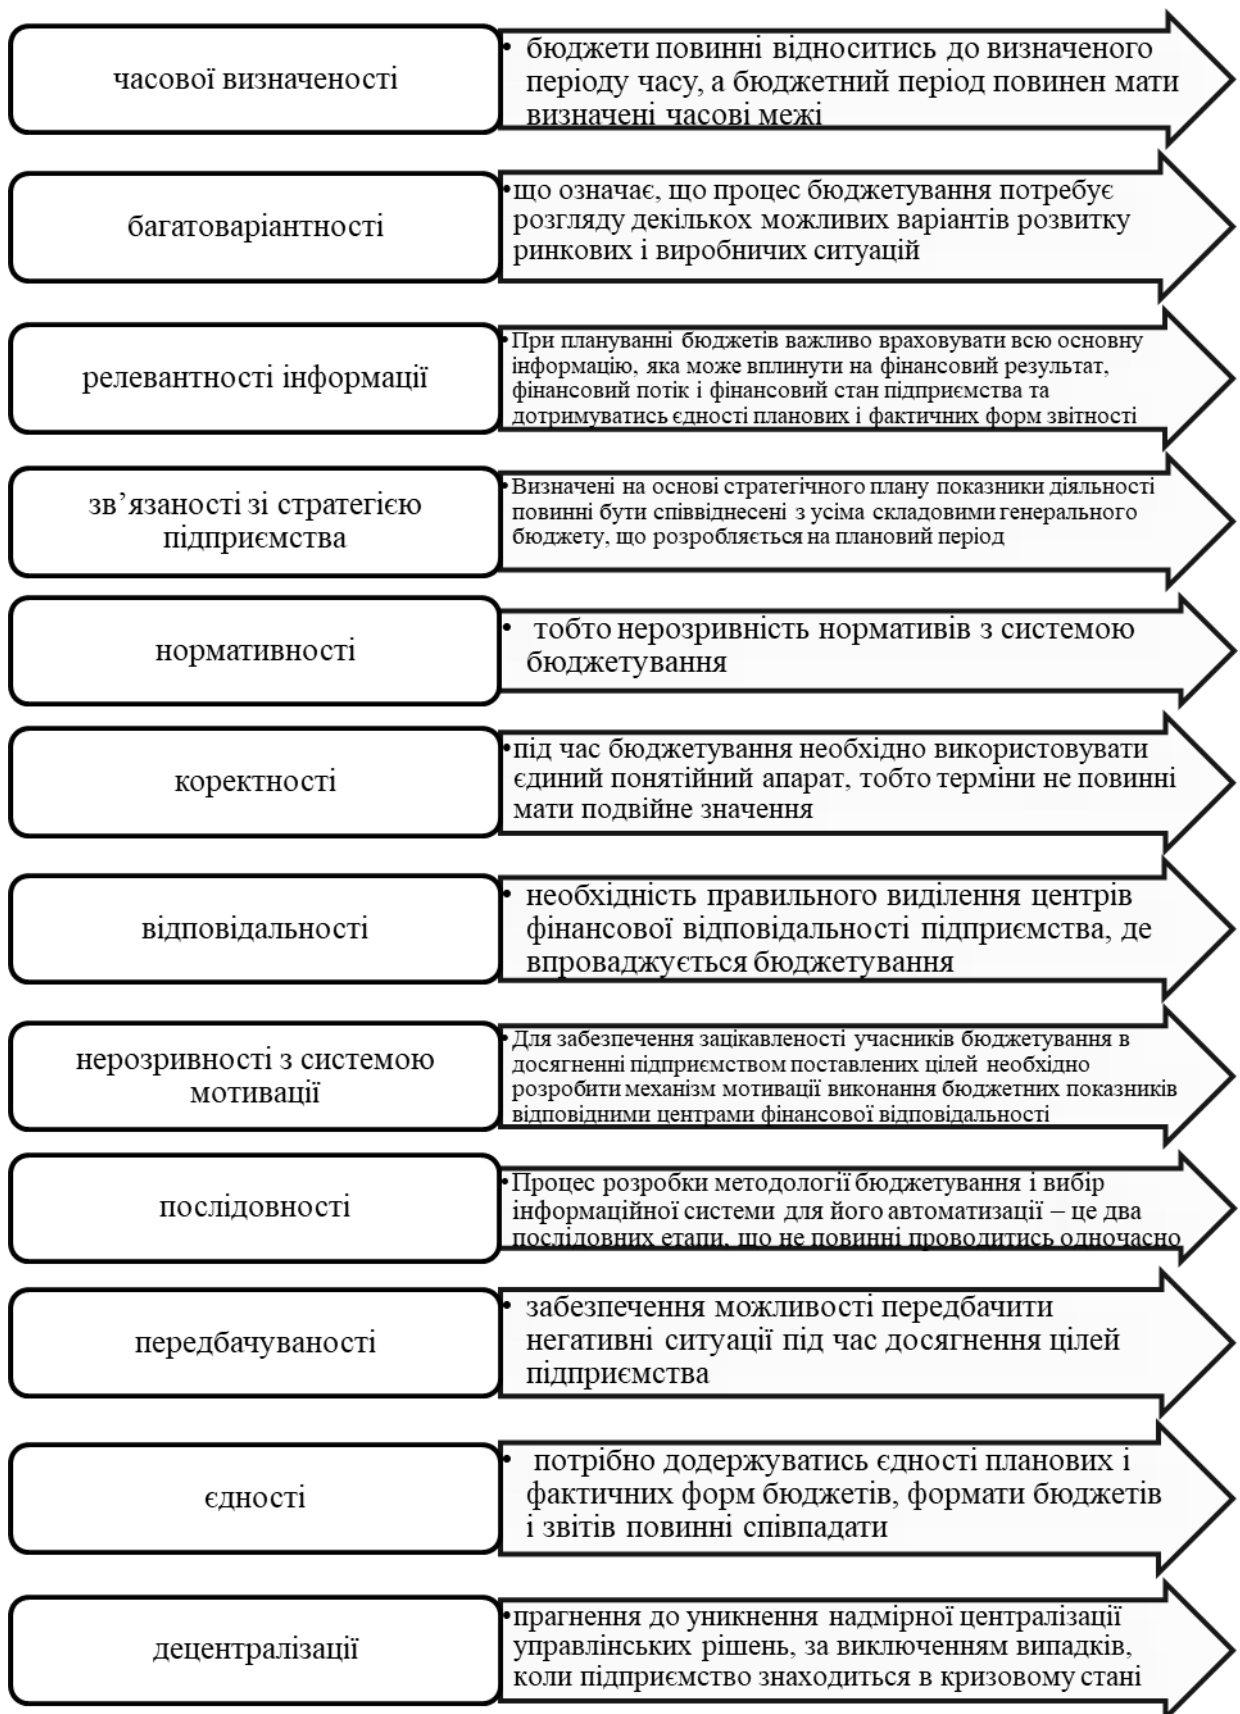 часової визначеності
• бюджети повинні відноситись до визначеного
періоду часу, а бюджетний період повинен мати
визначені часові межі
багатоваріантності
•що означає, що процес бюджетування потребує
розгляду декількох можливих варіантів розвитку
ринкових і виробничих ситуацій
релевантності інформації
•При плануванні бюджетів важливо враховувати всю основну
інформацію, яка може вплинути на фінансовий результат,
фінансовий потік і фінансовий стан підприємства та
дотримуватись єдності планових і фактичних форм звітності
зв’язаності зі стратегією
підприємства
•Визначені на основі стратегічного плану показники діяльності
повинні бути співвіднесені з усіма складовими генерального
бюджету, що розробляється на плановий період
нормативності
• тобто нерозривність нормативів з системою
бюджетування
коректності
•під час бюджетування необхідно використовувати
єдиний понятійний апарат, тобто терміни не повинні
мати подвійне значення
відповідальності
• необхідність правильного виділення центрів
фінансової відповідальності підприємства, де
впроваджується бюджетування
нерозривності з системою
мотивації
•Для забезпечення зацікавленості учасників бюджетування в
досягненні підприємством поставлених цілей необхідно
розробити механізм мотивації виконання бюджетних показників
відповідними центрами фінансової відповідальності
послідовності
•Процес розробки методології бюджетування і вибір
інформаційної системи для його автоматизації – це два
послідовних етапи, що не повинні проводитись одночасно
передбачуваності
• забезпечення можливості передбачити
негативні ситуації під час досягнення цілей
підприємства
єдності
• потрібно додержуватись єдності планових і
фактичних форм бюджетів, формати бюджетів
і звітів повинні співпадати
децентралізації
•прагнення до уникнення надмірної централізації
управлінських рішень, за виключенням випадків,
коли підприємство знаходиться в кризовому стані